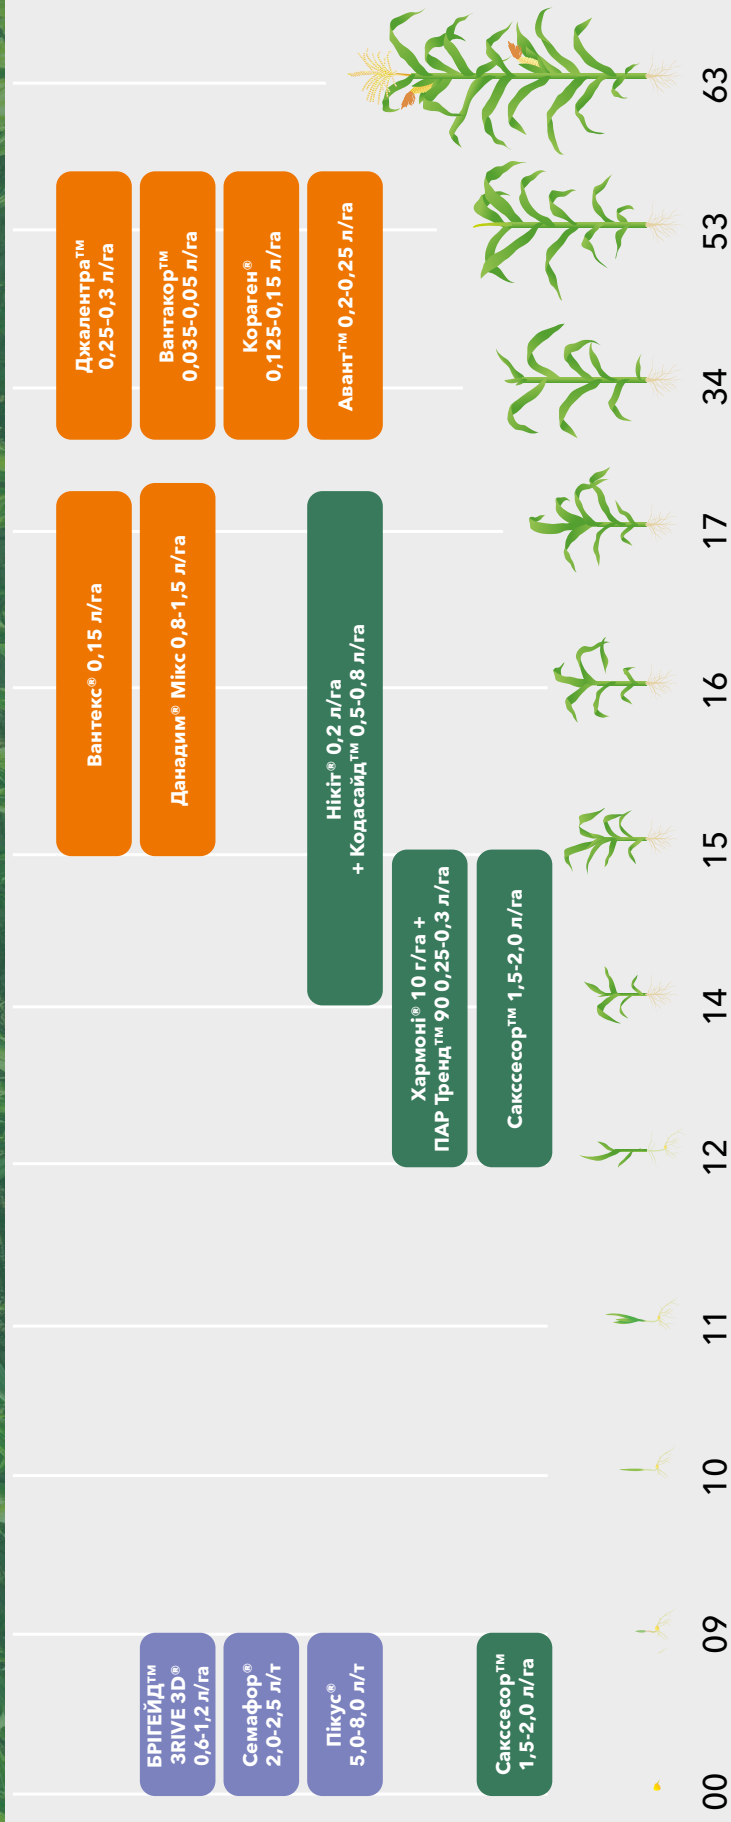 БРІГЕЙД™
3RIVE 3D®
0,6-1,2 л/га
Семафор®
2,0-2,5 л/т
Пікус®
5,0-8,0 л/т
Сакссесор™
1,5-2,0 л/га
Вантекс® 0,15 л/га
Данадим® Мікс 0,8-1,5 л/га
Нікіт® 0,2 л/га
+ Кодасайд™ 0,5-0,8 л/га
Хармоні® 10 г/га +
ПАР Тренд™ 90 0,25-0,3 л/га
Сакссесор™ 1,5-2,0 л/га
Джалентра™
0,25-0,3 л/га
Вантакор™
0,035-0,05 л/га
Кораген®
0,125-0,15 л/га
Авант™ 0,2-0,25 л/га
00
09
10
11
12
14
15
16
17
34
53
63